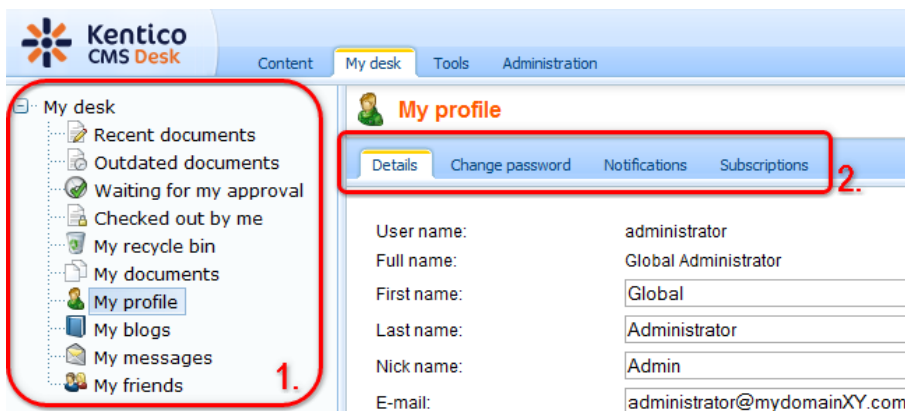 Kentico
CMS Desk
Content My desk Tools Administration
My desk
Recent documents
Outdated documents
Waiting for my approval
Checked out by me
My recycle bin
My documents
My profile
My blogs
My messages
My friends
1.
My profile
Details Change password Notifications Subscriptions
2.
User name: administrator
Full name: Global Administrator
First name: Global
Last name: Administrator
Nick name: Admin
E-mail: administrator@mydomainXY.com